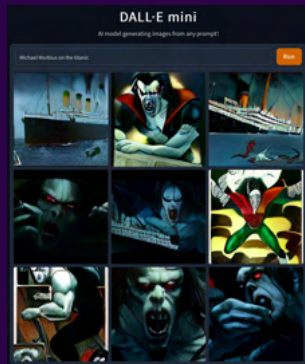 DALL·E mini
AI model generating images from any prompt!
Michael Morbius on the titanic
Run